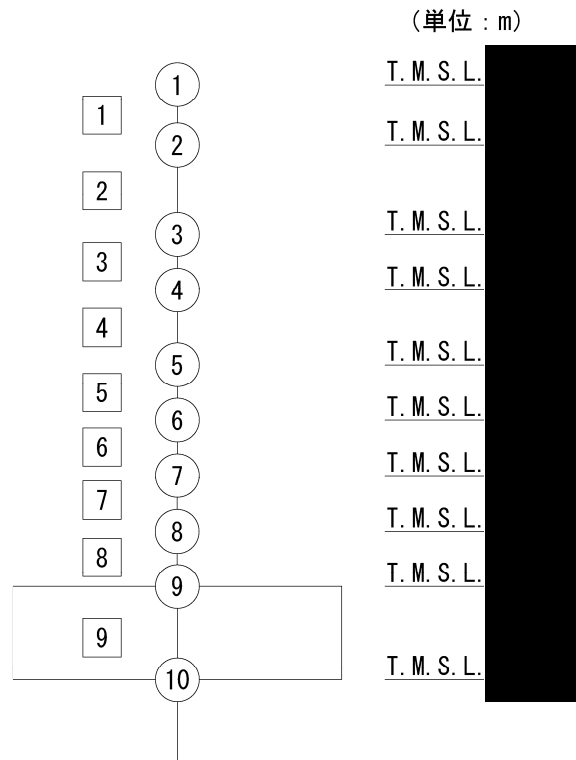 （単位：m）
1 T.M.S.L.
1
2 T.M.S.L.
2
3 T.M.S.L.
3
4 T.M.S.L.
4
5 T.M.S.L.
5
6 T.M.S.L.
6
7 T.M.S.L.
7
8 T.M.S.L.
8
9 T.M.S.L.
9
10 T.M.S.L.